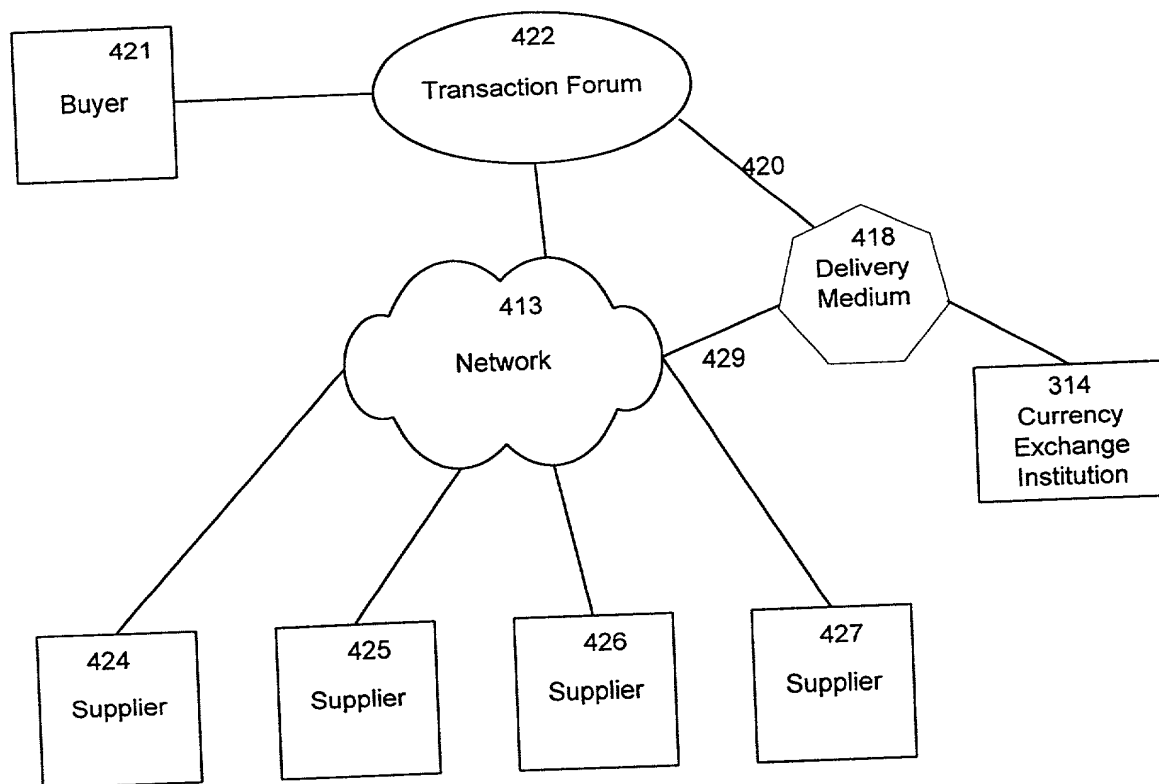 421
Buyer
422
Transaction Forum
420
418
Delivery
Medium
413
Network
429
314
Currency
Exchange
Institution
424
Supplier
425
Supplier
426
Supplier
427
Supplier